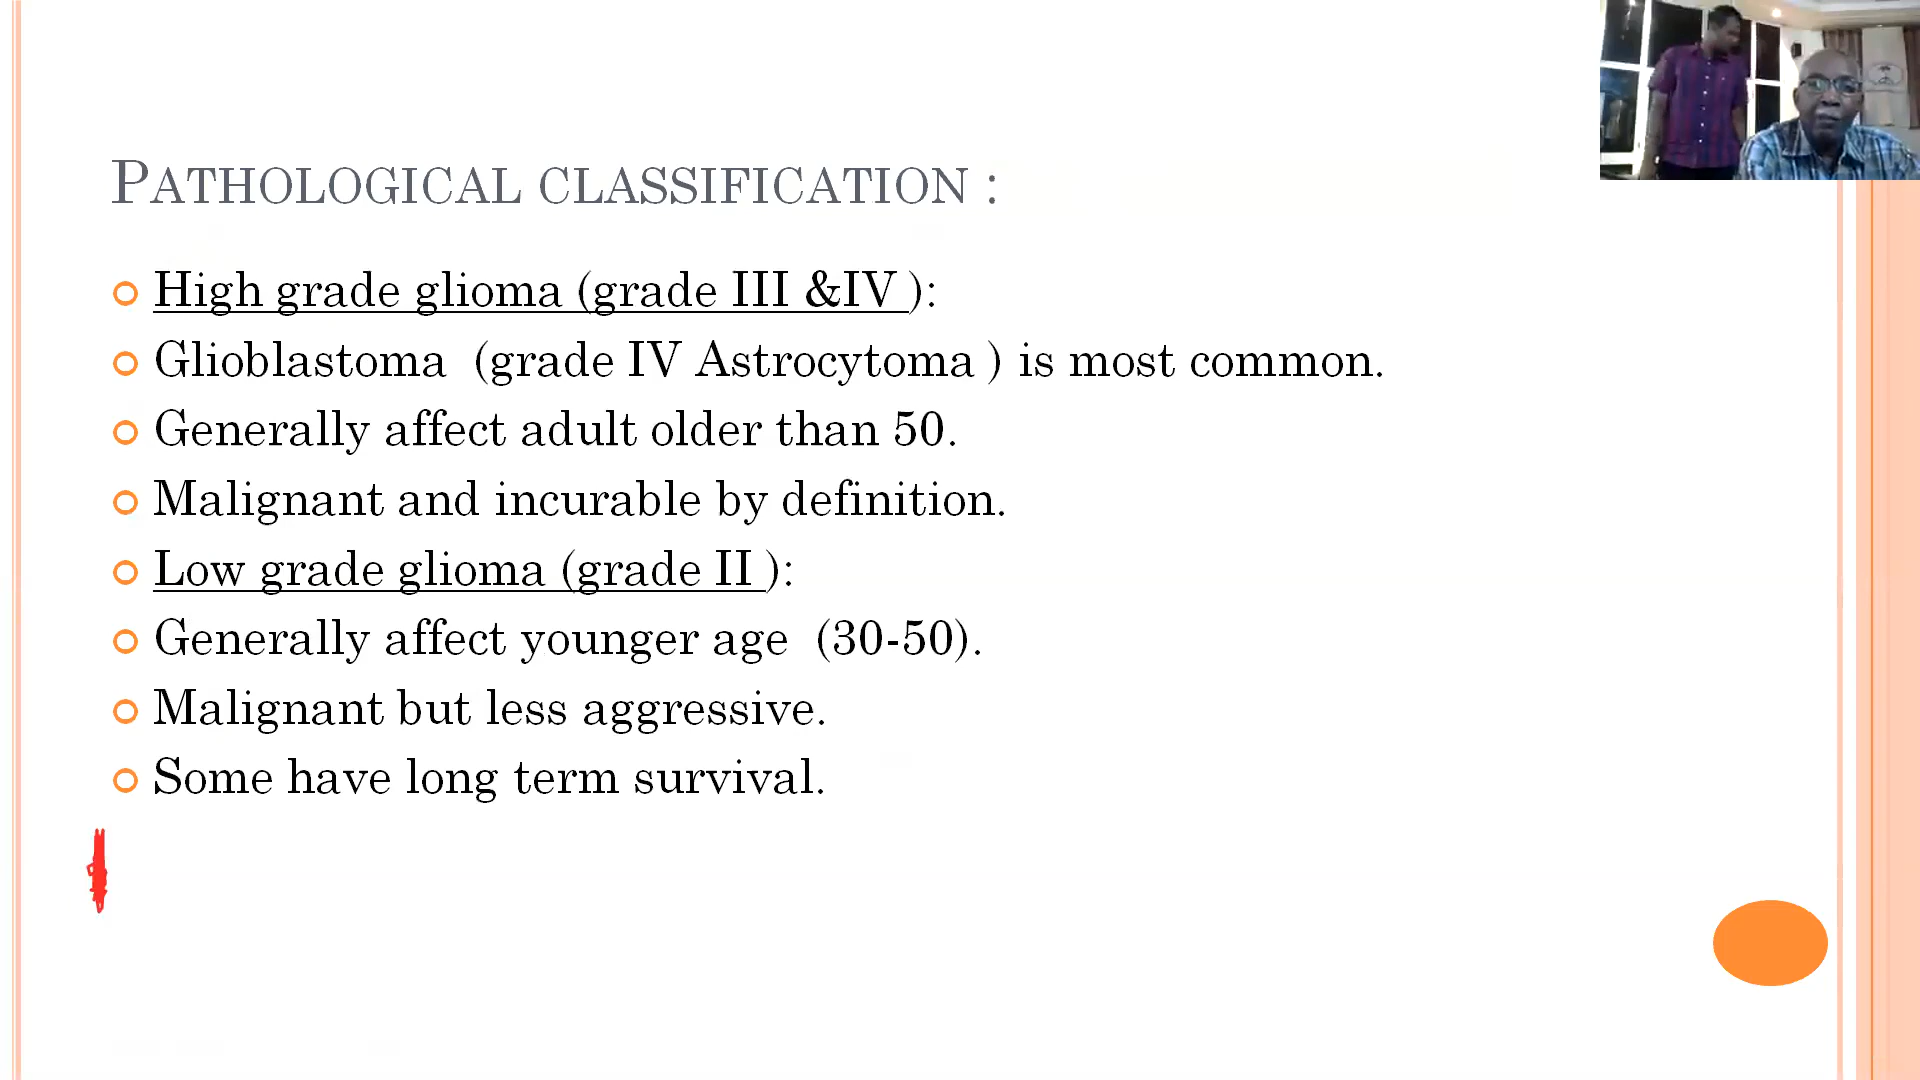 PATHOLOGICAL CLASSIFICATION :
High grade glioma (grade III &IV ):
Glioblastoma  (grade IV Astrocytoma ) is most common.
Generally affect adult older than 50.
Malignant and incurable by definition.
Low grade glioma (grade II ):
Generally affect younger age  (30-50).
Malignant but less aggressive.
Some have long term survival.